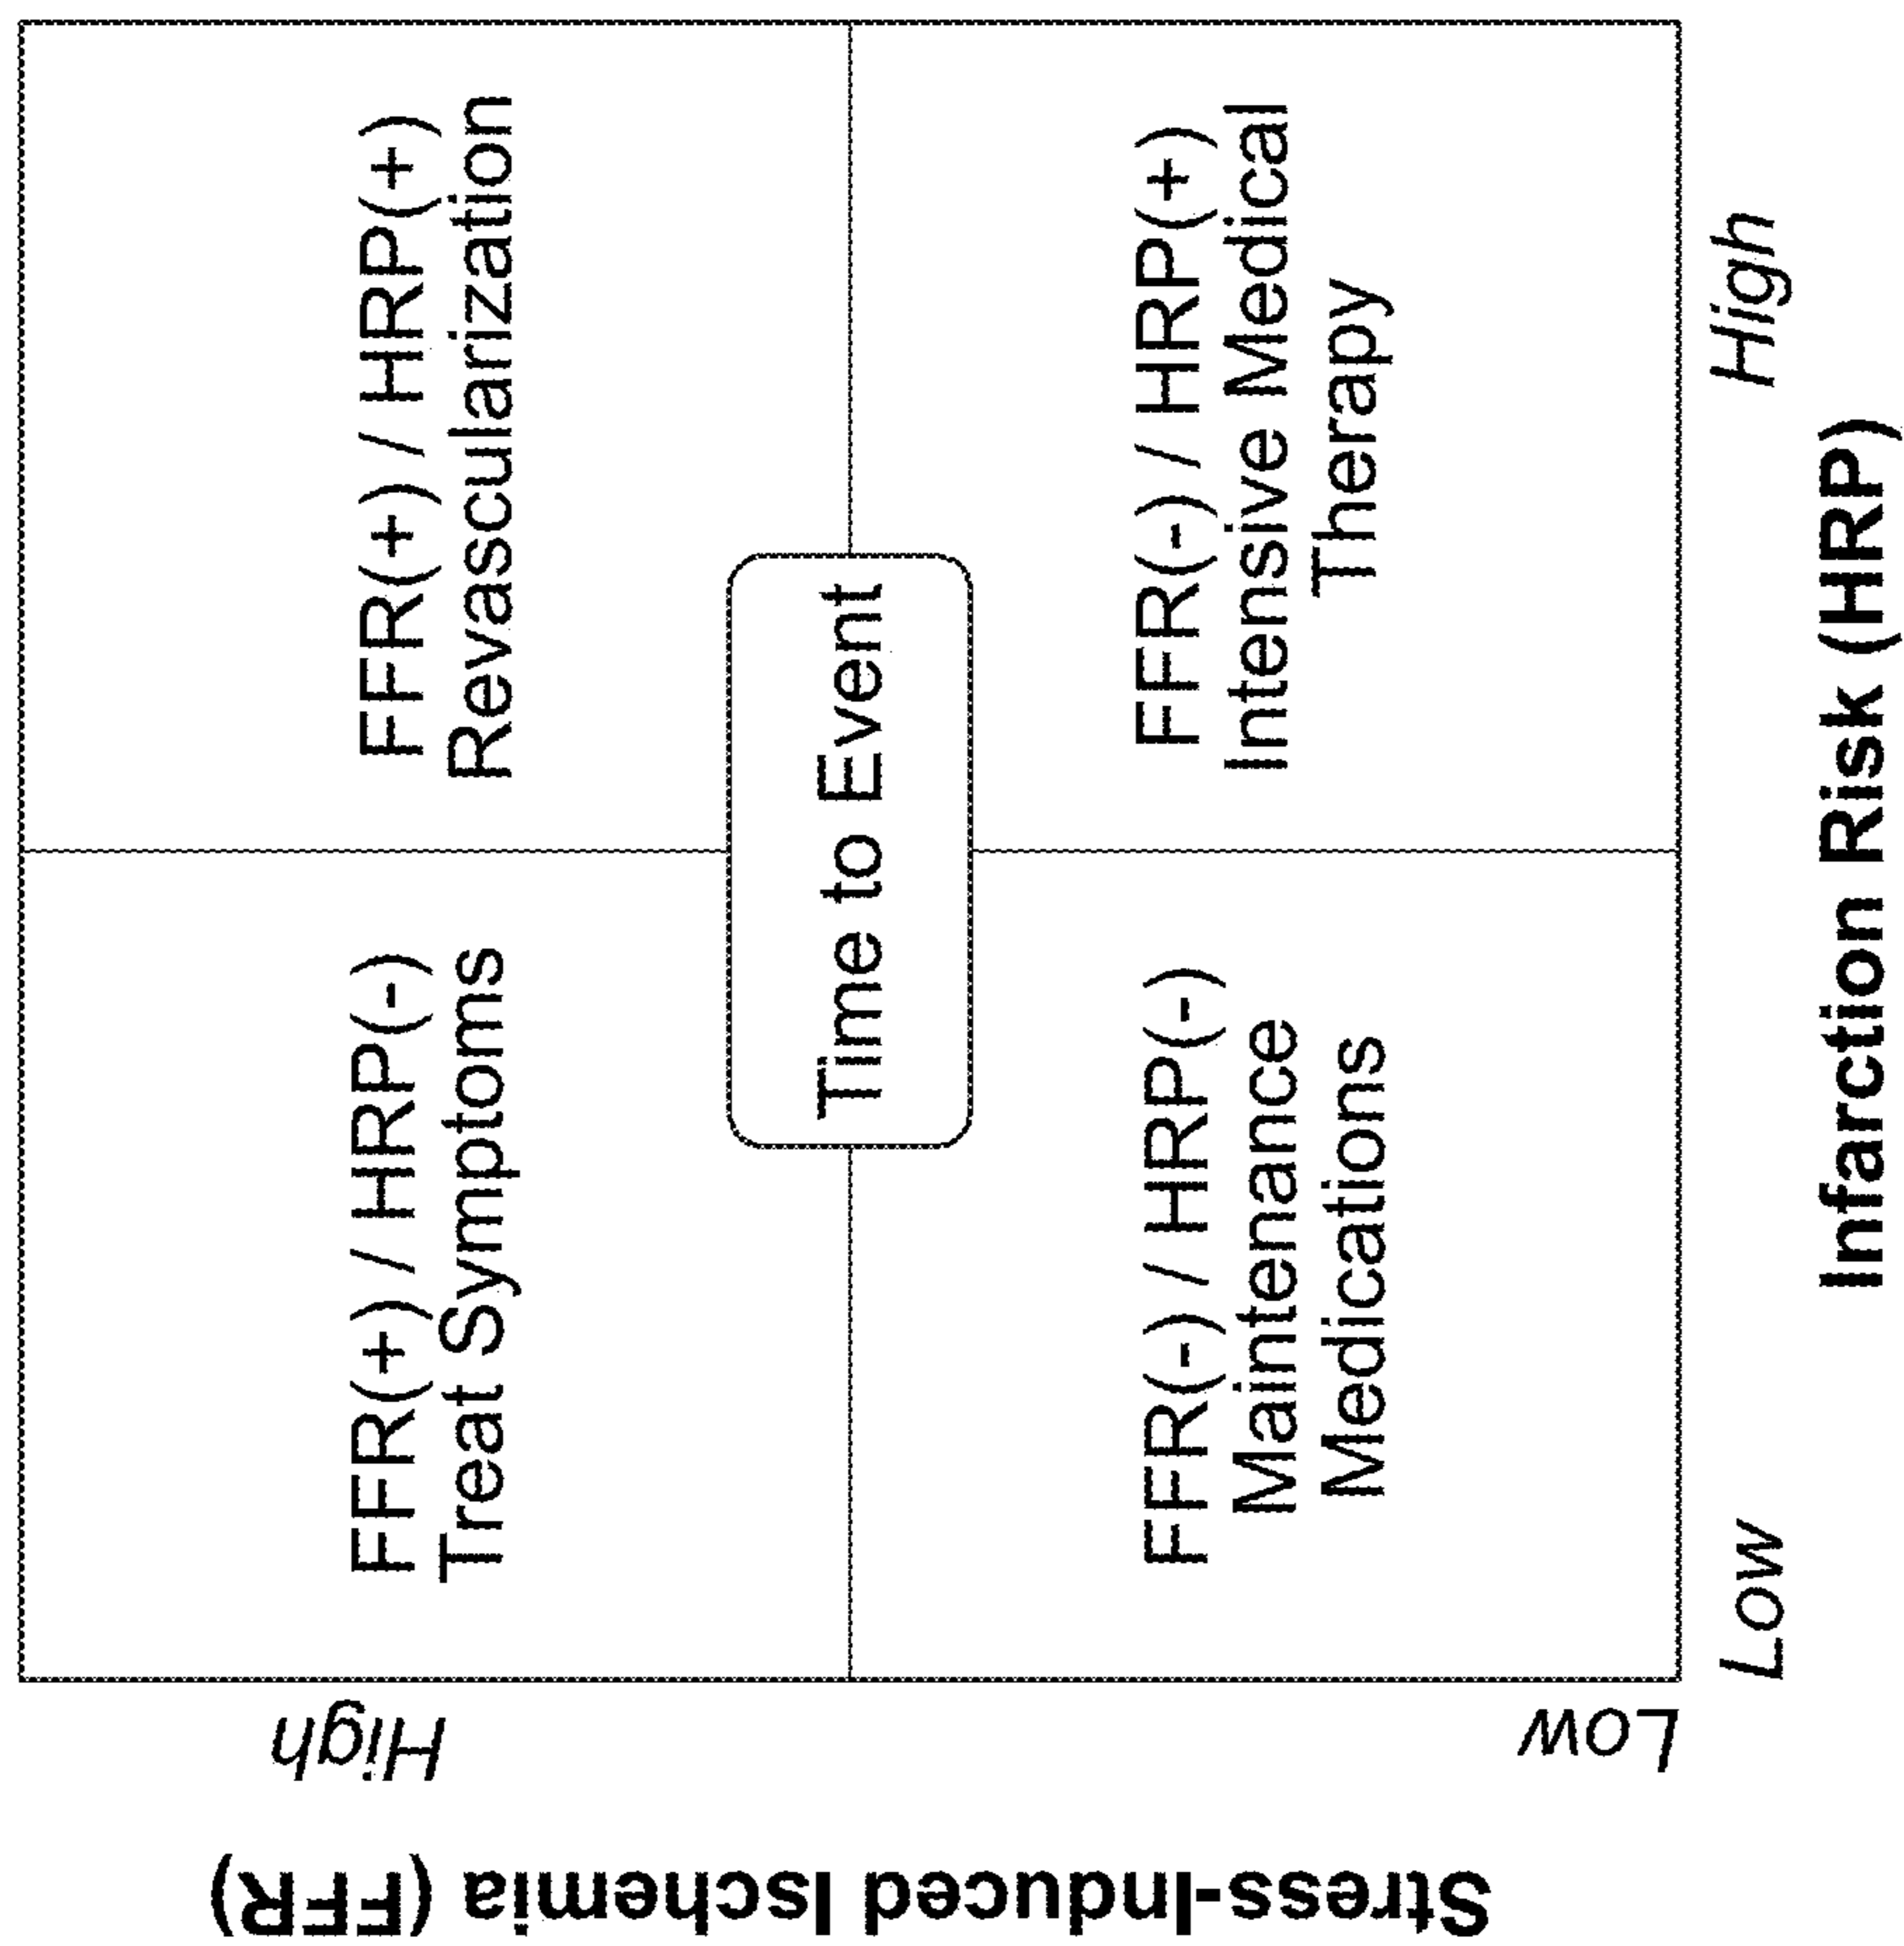 Stress-Induced Ischemia (FFR)
High
Low
FFR(+) / HRP(-)
Treat Symptoms
FFR(+) / HRP(+)
Revascularization
Time to Event
FFR(-) / HRP(-)
Maintenance
Medications
FFR(-) / HRP(+)
Intensive Medical
Therapy
Low
High
Infarction Risk (HRP)